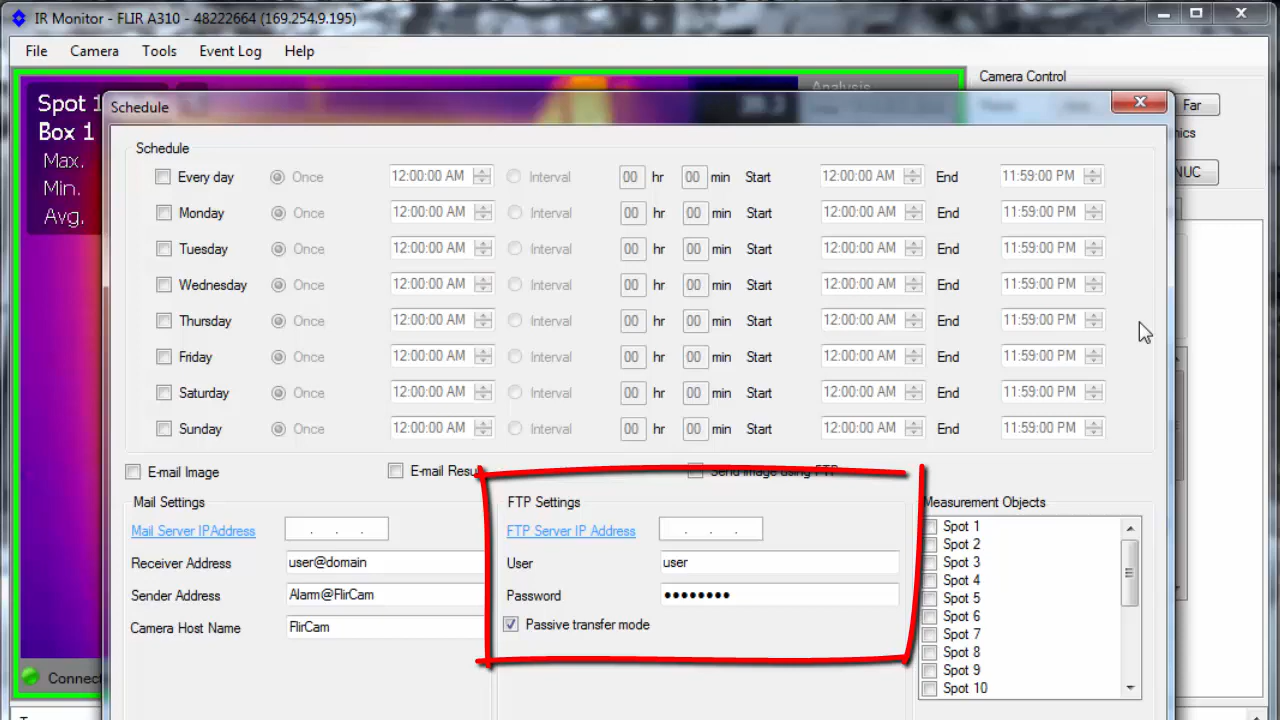 IR Monitor - FLIR A310 - 48222664 (169.254.9.195)
File Camera Tools Event Log Help
Camera Control
Analysis
Spot 1
Far
Schedule
Box 1
Max.
Min.
Avg.
NUC
Schedule
Every day Once 12:00:00 AM Interval 00 hr 00 min Start 12:00:00 AM End 11:59:00 PM
Monday Once 12:00:00 AM Interval 00 hr 00 min Start 12:00:00 AM End 11:59:00 PM
Tuesday Once 12:00:00 AM Interval 00 hr 00 min Start 12:00:00 AM End 11:59:00 PM
Wednesday Once 12:00:00 AM Interval 00 hr 00 min Start 12:00:00 AM End 11:59:00 PM
Thursday Once 12:00:00 AM Interval 00 hr 00 min Start 12:00:00 AM End 11:59:00 PM
Friday Once 12:00:00 AM Interval 00 hr 00 min Start 12:00:00 AM End 11:59:00 PM
Saturday Once 12:00:00 AM Interval 00 hr 00 min Start 12:00:00 AM End 11:59:00 PM
Sunday Once 12:00:00 AM Interval 00 hr 00 min Start 12:00:00 AM End 11:59:00 PM
E-mail Image E-mail Resu Send Image using FTP
Mail Settings
Mail Server IPAddress . . .
Receiver Address user@domain
Sender Address Alarm@FlirCam
Camera Host Name FlirCam
FTP Settings
FTP Server IP Address . . .
User user
Password ••••••••
Passive transfer mode
Measurement Objects
Spot 1
Spot 2
Spot 3
Spot 4
Spot 5
Spot 6
Spot 7
Spot 8
Spot 9
Spot 10
Connec